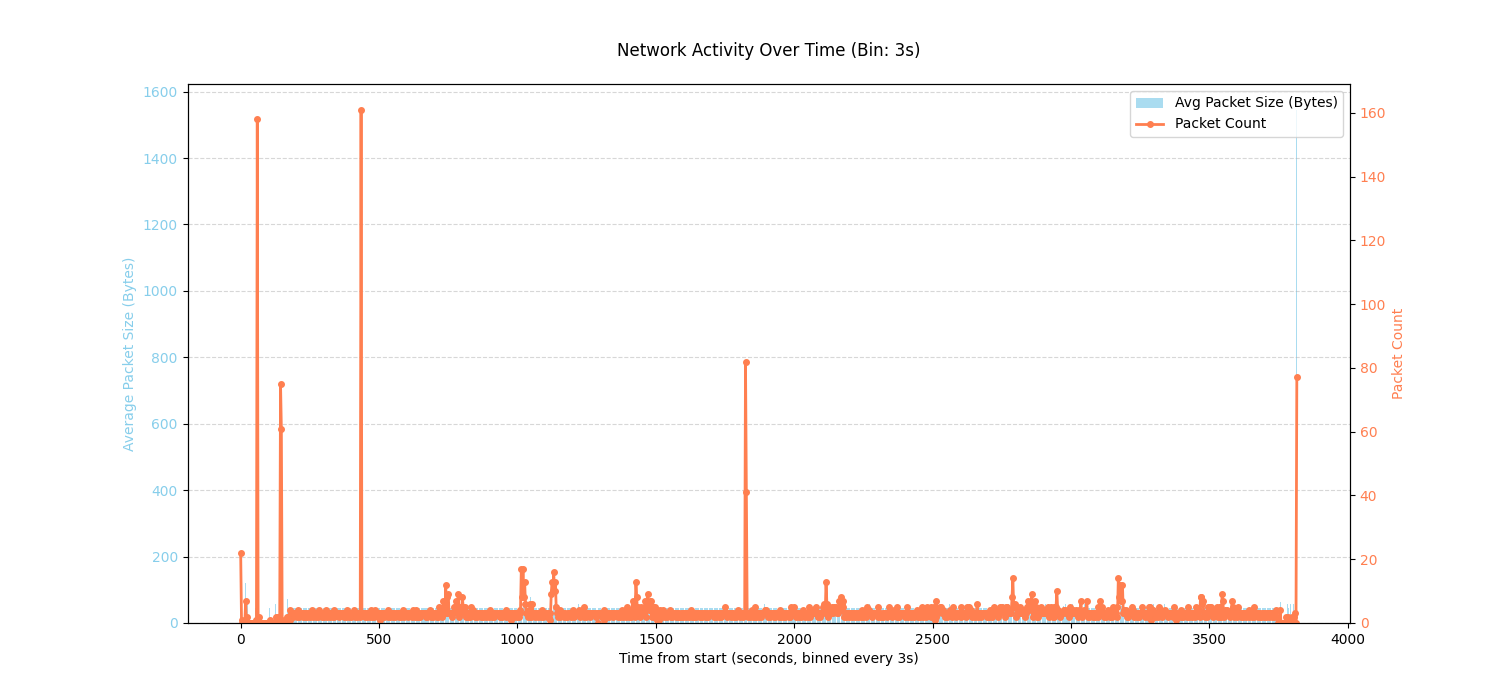 Network Activity Over Time (Bin: 3s)
Avg Packet Size (Bytes)
Packet Count
Average Packet Size (Bytes)
1600
1400
1200
1000
800
600
400
200
0
160
140
120
100
80
60
40
20
0
Packet Count
0 500 1000 1500 2000 2500 3000 3500 4000
Time from start (seconds, binned every 3s)